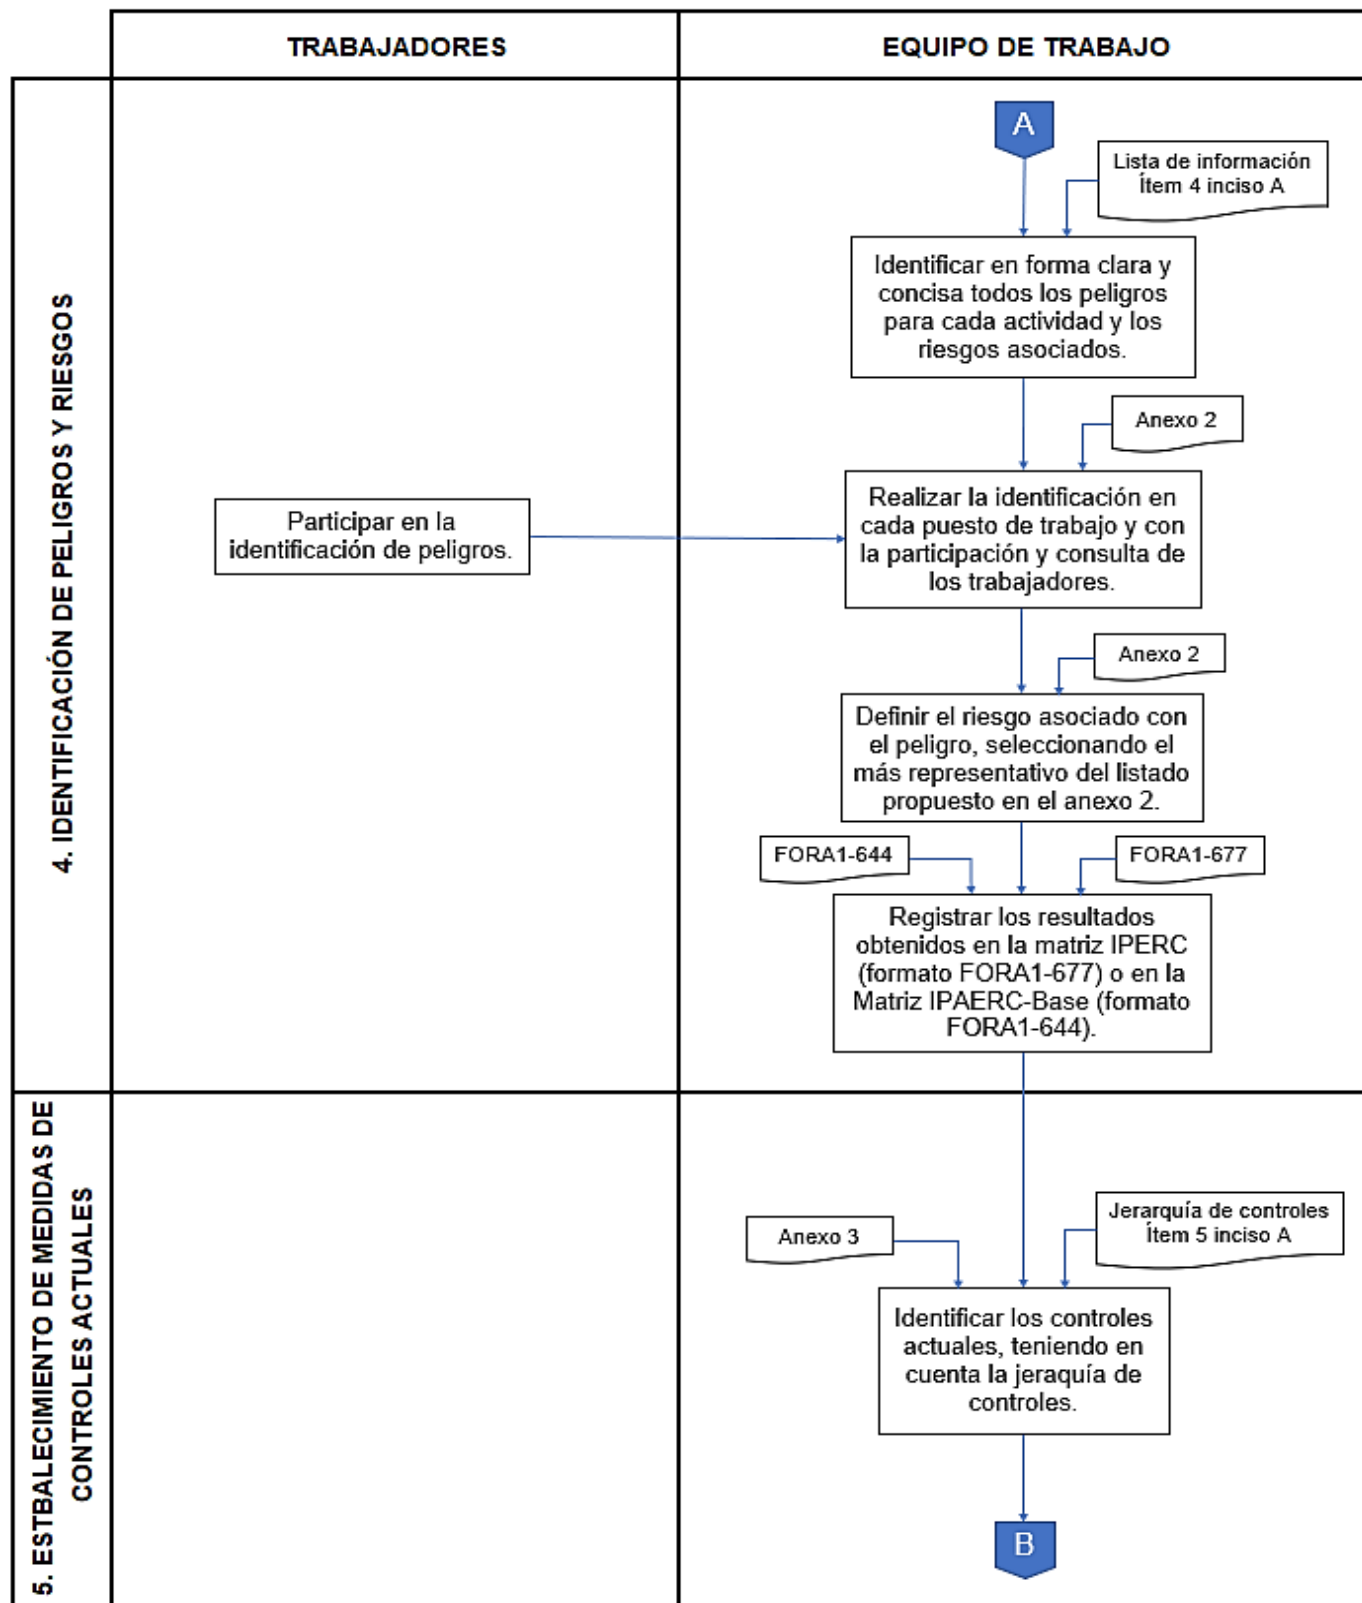 TRABAJADORES
EQUIPO DE TRABAJO
4. IDENTIFICACIÓN DE PELIGROS Y RIESGOS
A
Lista de información
Ítem 4 inciso A
Identificar en forma clara y
concisa todos los peligros
para cada actividad y los
riesgos asociados.
Anexo 2
Participar en la
identificación de peligros.
Realizar la identificación en
cada puesto de trabajo y con
la participación y consulta de
los trabajadores.
Anexo 2
Definir el riesgo asociado con
el peligro, seleccionando el
más representativo del listado
propuesto en el anexo 2.
FORA1-644
FORA1-677
Registrar los resultados
obtenidos en la matriz IPERC
(formato FORA1-677) o en la
Matriz IPAERC-Base (formato
FORA1-644).
5. ESTBALECIMIENTO DE MEDIDAS DE
CONTROLES ACTUALES
Anexo 3
Jerarquía de controles
Ítem 5 inciso A
Identificar los controles
actuales, teniendo en
cuenta la jeraquía de
controles.
B